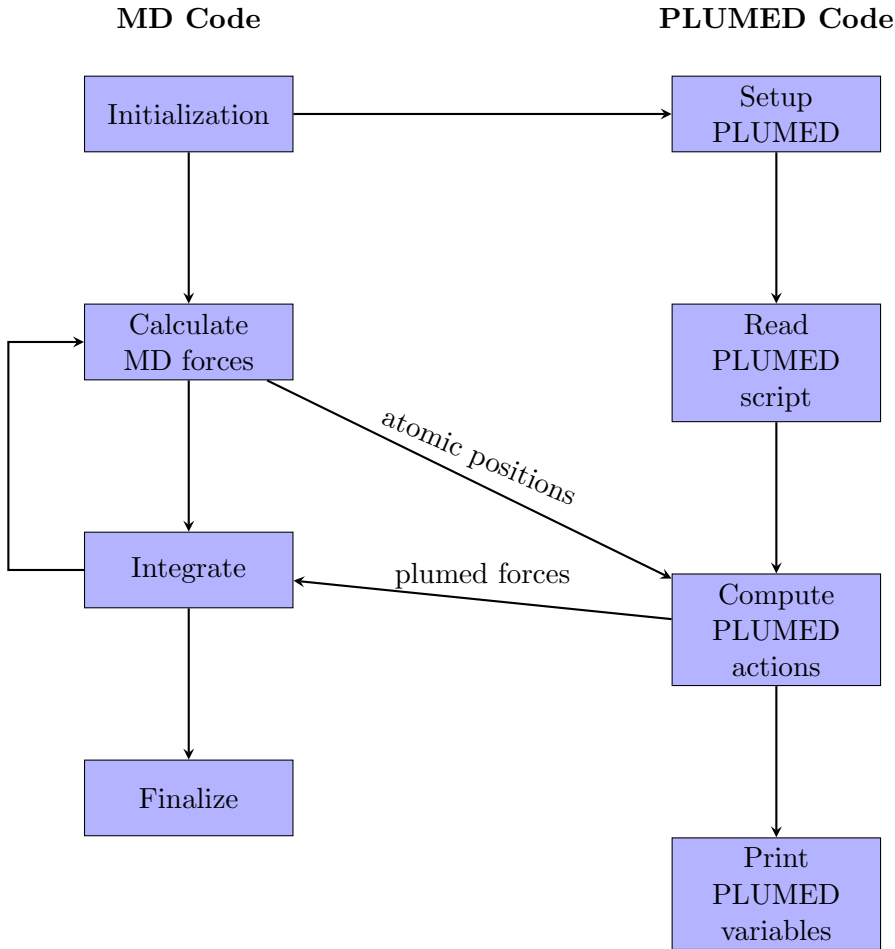 MD Code
PLUMED Code
Initialization
Setup
PLUMED
Calculate
MD forces
Read
PLUMED
script
atomic positions
Integrate
plumed forces
Compute
PLUMED
actions
Finalize
Print
PLUMED
variables